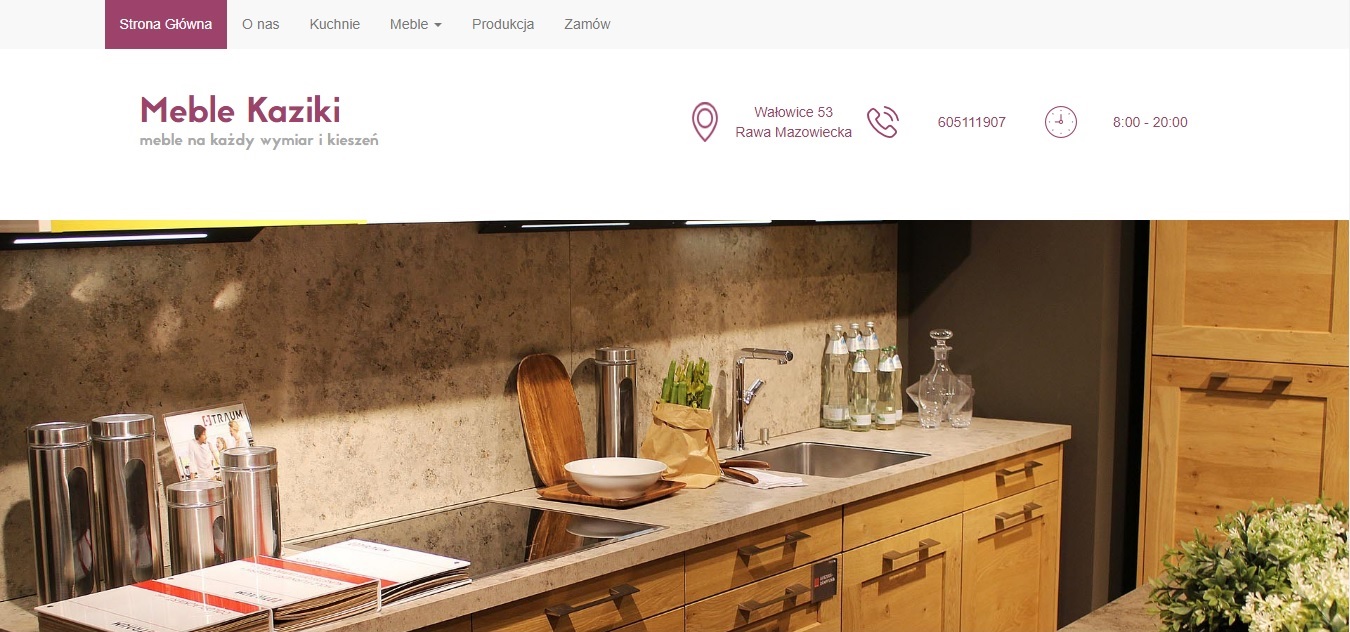 Strona Główna O nas Kuchnie Meble Produkcja Zamów
Meble Kaziki
meble na każdy wymiar i kieszeń
Wałowice 53
Rawa Mazowiecka
605111907
8:00 - 20:00
TRAUM